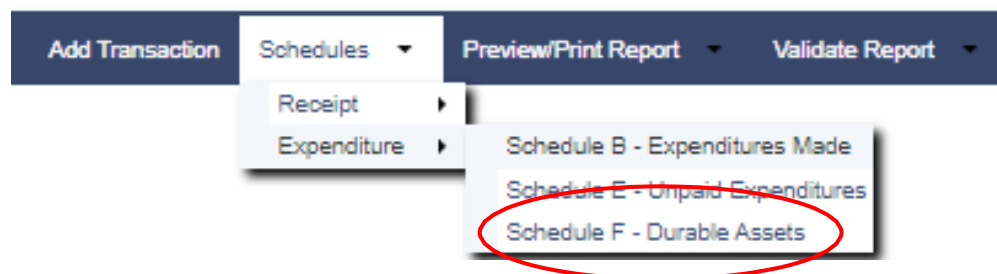 Add Transaction Schedules Preview/Print Report Validate Report
Receipt
Expenditure
Schedule B - Expenditures Made
Schedule E - Unpaid Expenditures
Schedule F - Durable Assets